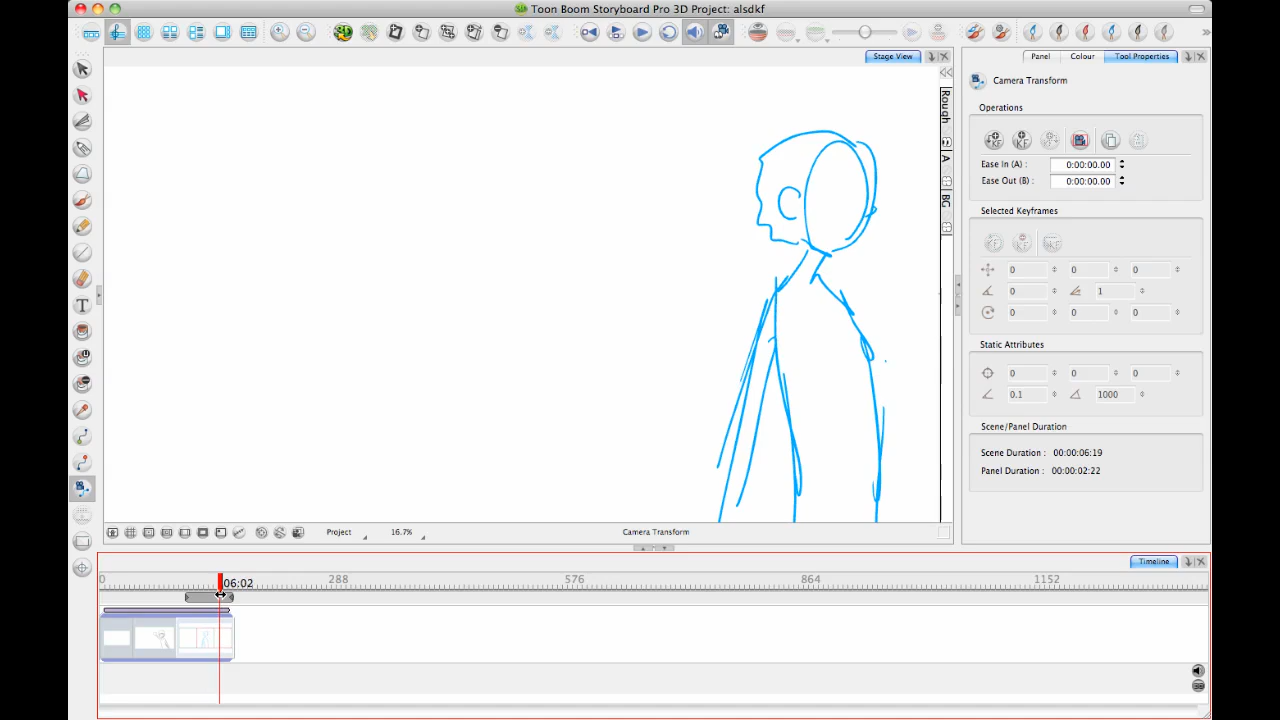 Toon Boom Storyboard Pro 3D Project: alsdkf
Stage View
Panel Colour Tool Properties
Camera Transform
Operations
Ease In (A) : 0:00:00.00
Ease Out (B) : 0:00:00.00
Selected Keyframes
0 0 0
0 1
0 0 0
Static Attributes
0 0 0
0.1 1000
Scene/Panel Duration
Scene Duration : 00:00:06:19
Panel Duration : 00:00:02:22
Rough
A
BG
T
Project 16.7% Camera Transform
Timeline
0 06:02 288 576 864 1152